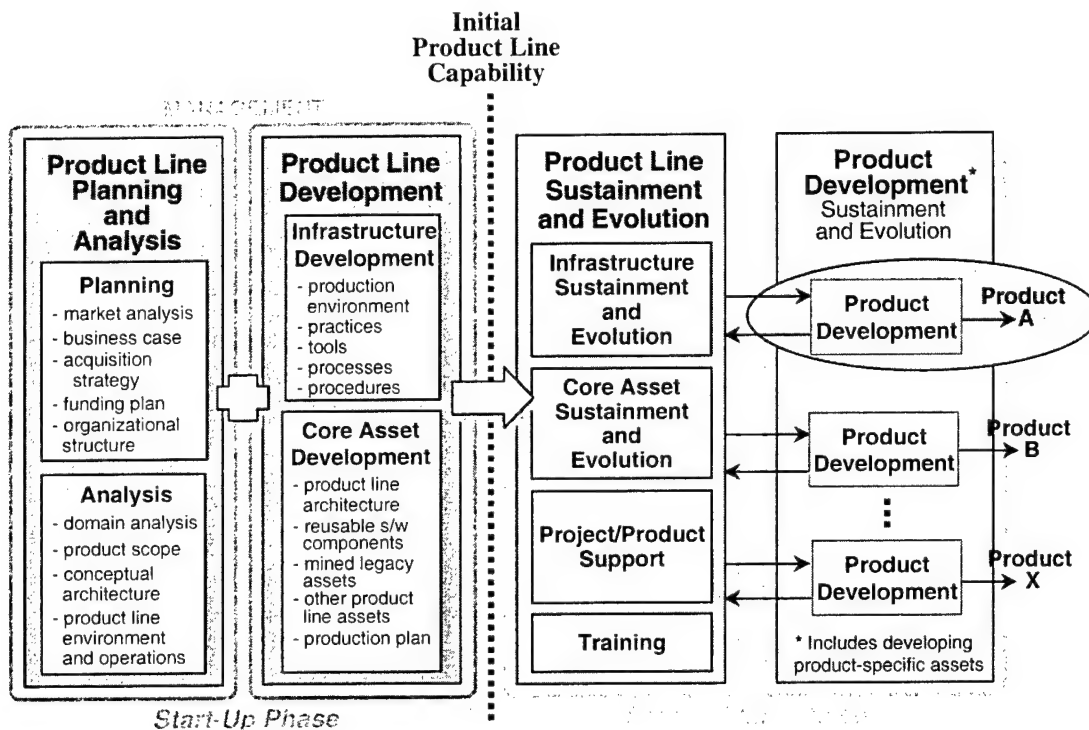 Initial
Product Line
Capability
MANAGEMENT
Product Line
Planning
and
Analysis
Planning
- market analysis
- business case
- acquisition
strategy
- funding plan
- organizational
structure
Analysis
- domain analysis
- product scope
- conceptual
architecture
- product line
environment
and operations
Product Line
Development
Infrastructure
Development
- production
environment
- practices
- tools
- processes
- procedures
Core Asset
Development
- product line
architecture
- reusable s/w
components
- mined legacy
assets
- other product
line assets
- production plan
Start-Up Phase
Product Line
Sustainment
and Evolution
Infrastructure
Sustainment
and
Evolution
Core Asset
Sustainment
and
Evolution
Project/Product
Support
Training
Product
Development*
Sustainment
and Evolution
Product
Development
Product
A
Product
Development
Product
B
Product
Development
Product
X
* Includes developing
product-specific assets